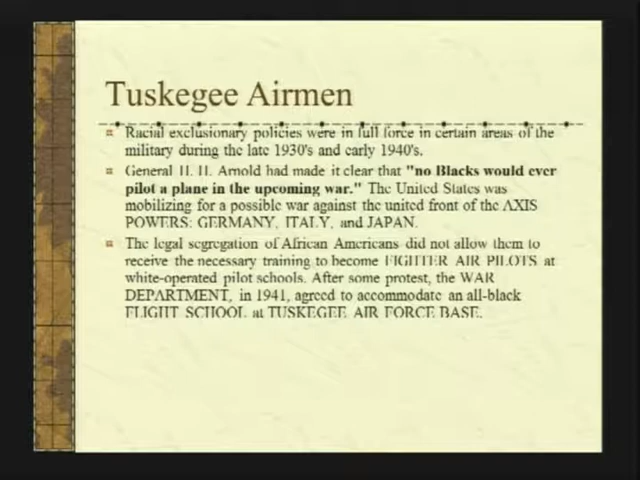 Tuskegee Airmen
Racial exclusionary policies were in full force in certain areas of the
military during the late 1930's and early 1940's.
General H. H. Arnold had made it clear that "no Blacks would ever
pilot a plane in the upcoming war." The United States was
mobilizing for a possible war against the united front of the AXIS
POWERS: GERMANY, ITALY, and JAPAN.
The legal segregation of African Americans did not allow them to
receive the necessary training to become FIGHTER AIR PILOTS at
white-operated pilot schools. After some protest, the WAR
DEPARTMENT, in 1941, agreed to accommodate an all-black
FLIGHT SCHOOL at TUSKEGEE AIR FORCE BASE.